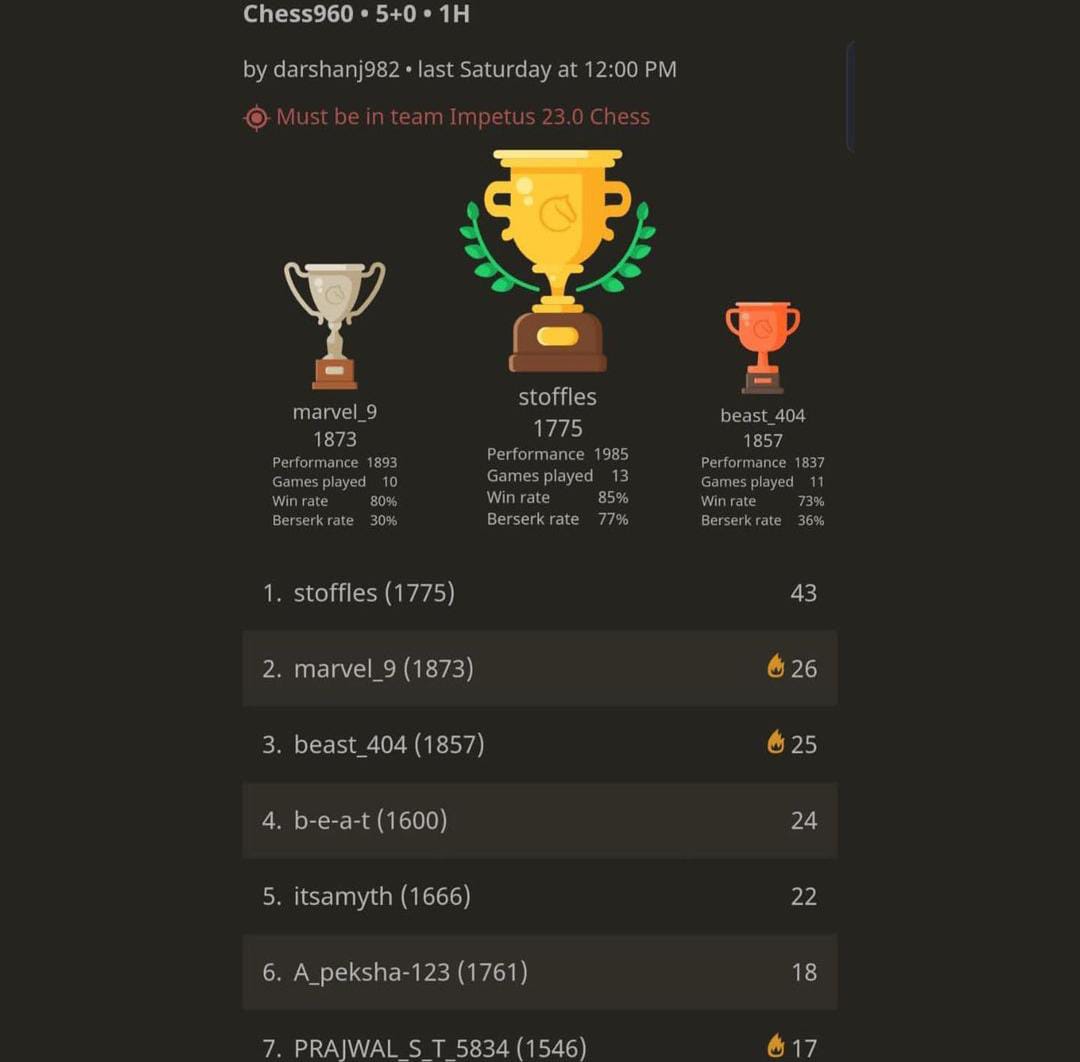 Chess960 • 5+0 • 1H
by darshanj982 • last Saturday at 12:00 PM
Must be in team Impetus 23.0 Chess
marvel_9
1873
Performance 1893
Games played 10
Win rate 80%
Berserk rate 30%
stoffles
1775
Performance 1985
Games played 13
Win rate 85%
Berserk rate 77%
beast_404
1857
Performance 1837
Games played 11
Win rate 73%
Berserk rate 36%
1. stoffles (1775) 43
2. marvel_9 (1873) 26
3. beast_404 (1857) 25
4. b-e-a-t (1600) 24
5. itsamyth (1666) 22
6. A_peksha-123 (1761) 18
7. PRAJWAL_S_T_5834 (1546) 17